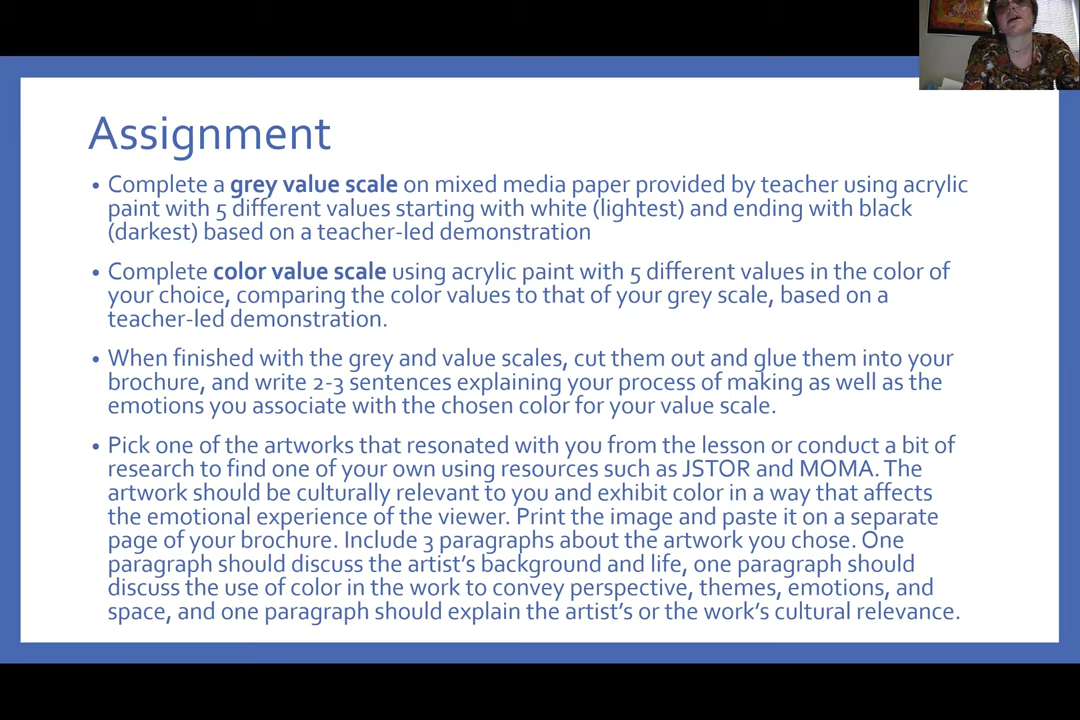 Assignment
• Complete a grey value scale on mixed media paper provided by teacher using acrylic
paint with 5 different values starting with white (lightest) and ending with black
(darkest) based on a teacher-led demonstration
• Complete color value scale using acrylic paint with 5 different values in the color of
your choice, comparing the color values to that of your grey scale, based on a
teacher-led demonstration.
• When finished with the grey and value scales, cut them out and glue them into your
brochure, and write 2-3 sentences explaining your process of making as well as the
emotions you associate with the chosen color for your value scale.
• Pick one of the artworks that resonated with you from the lesson or conduct a bit of
research to find one of your own using resources such as JSTOR and MOMA. The
artwork should be culturally relevant to you and exhibit color in a way that affects
the emotional experience of the viewer. Print the image and paste it on a separate
page of your brochure. Include 3 paragraphs about the artwork you chose. One
paragraph should discuss the artist's background and life, one paragraph should
discuss the use of color in the work to convey perspective, themes, emotions, and
space, and one paragraph should explain the artist's or the work's cultural relevance.